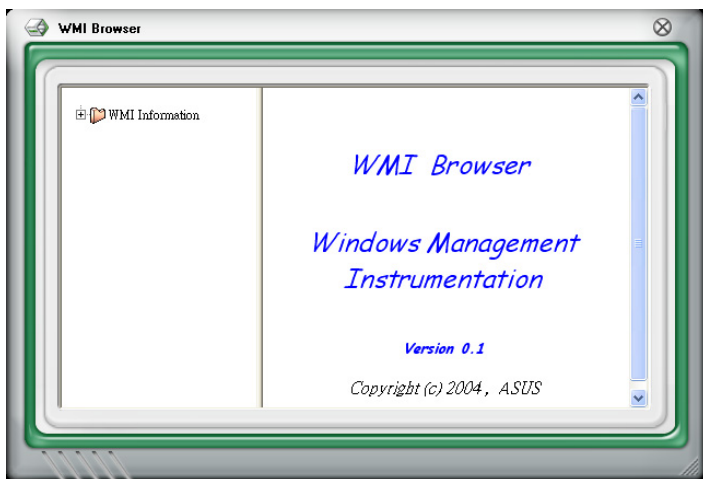 WMI Browser
WMI Information
WMI Browser
Windows Management
Instrumentation
Version 0.1
Copyright (c) 2004, ASUS